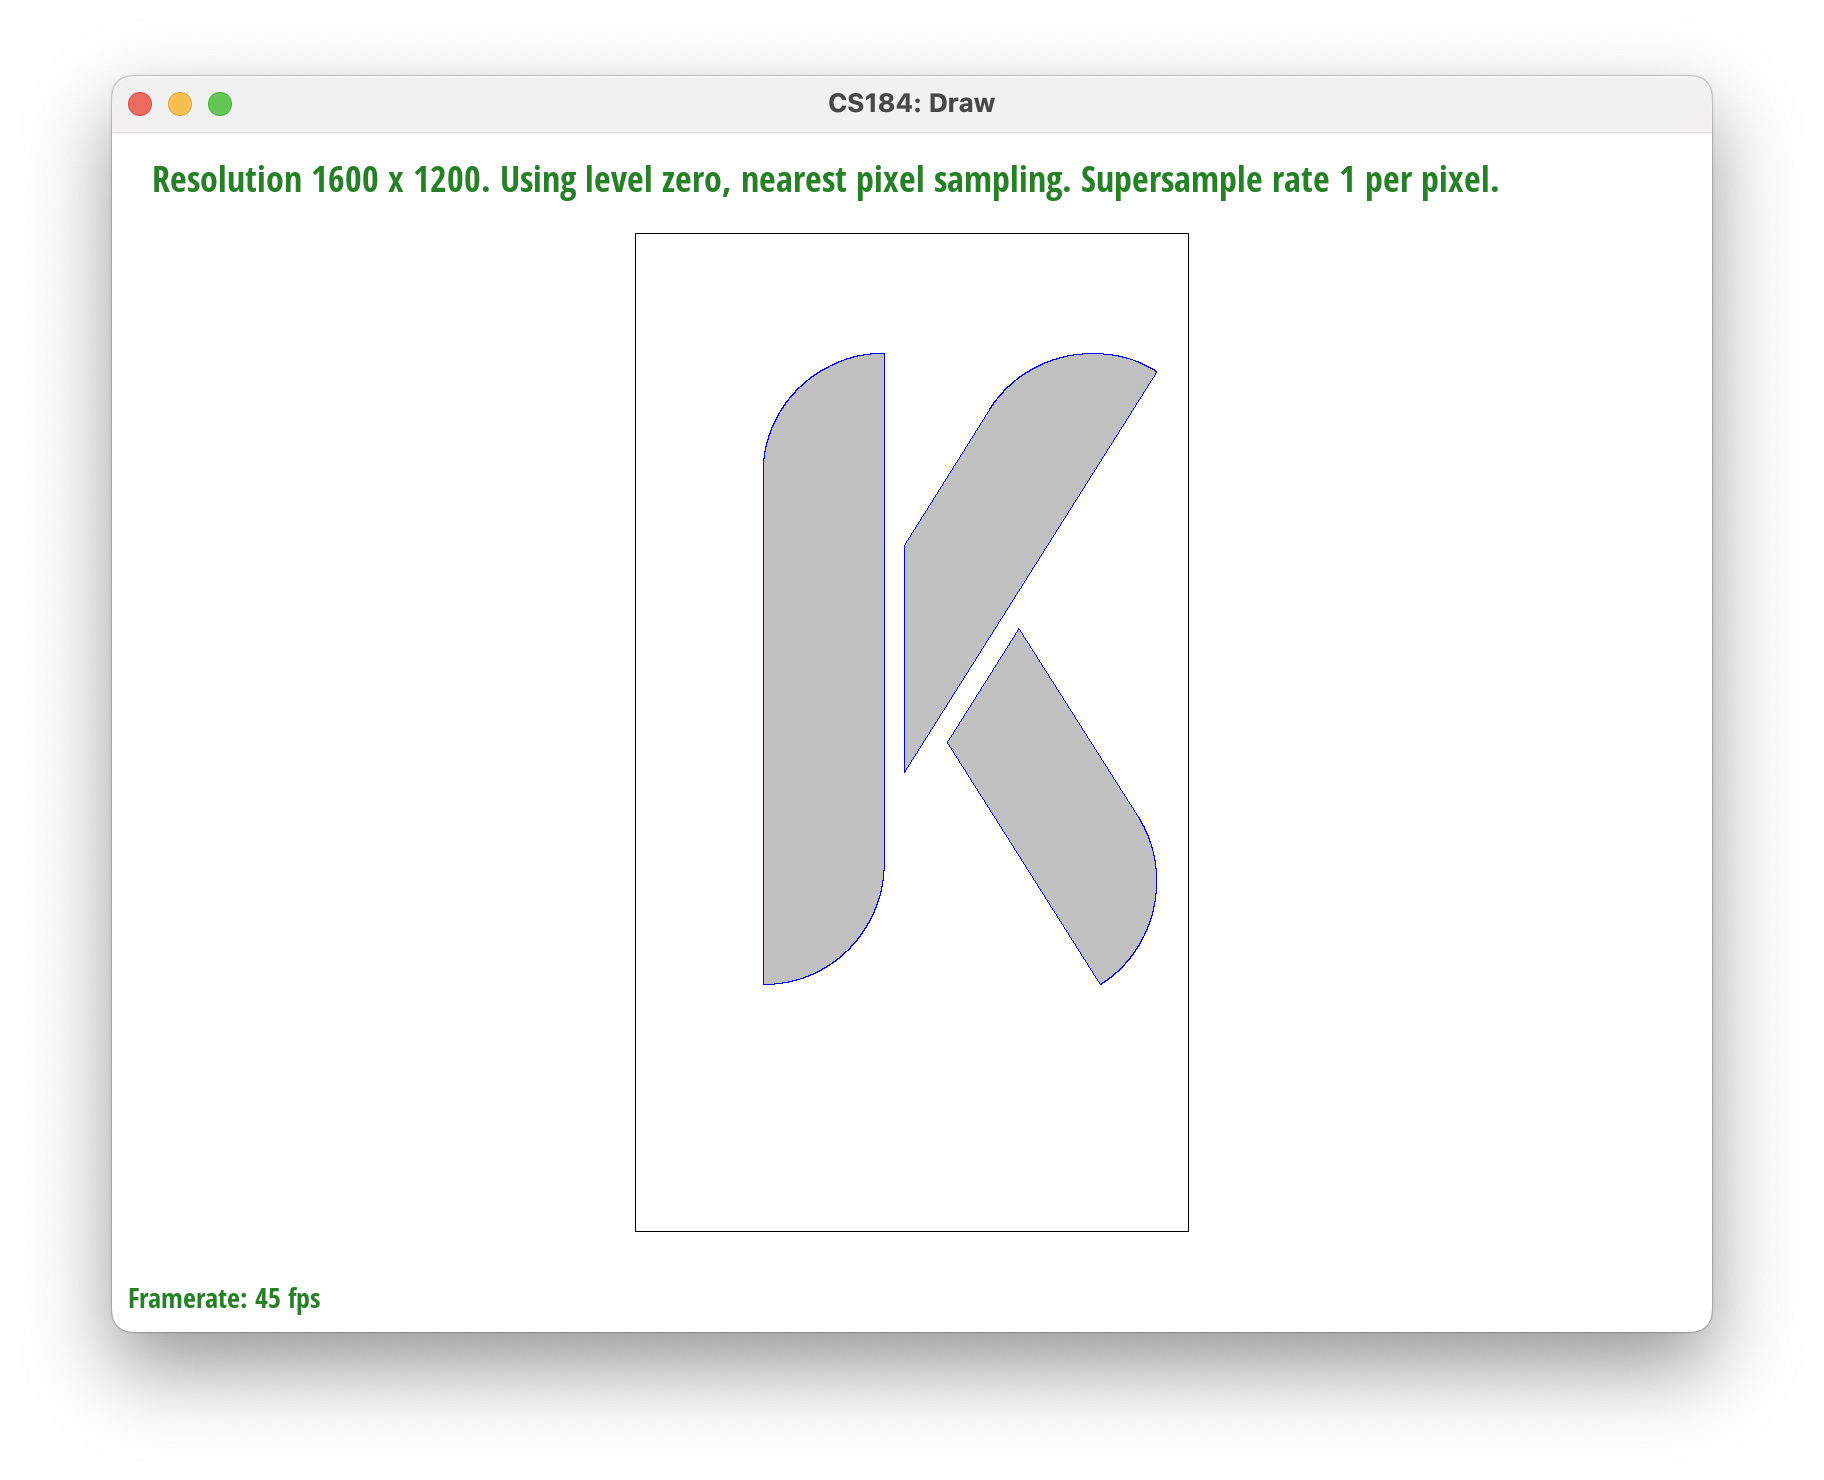 CS184: Draw
Resolution 1600 x 1200. Using level zero, nearest pixel sampling. Supersample rate 1 per pixel.
K
Framerate: 45 fps